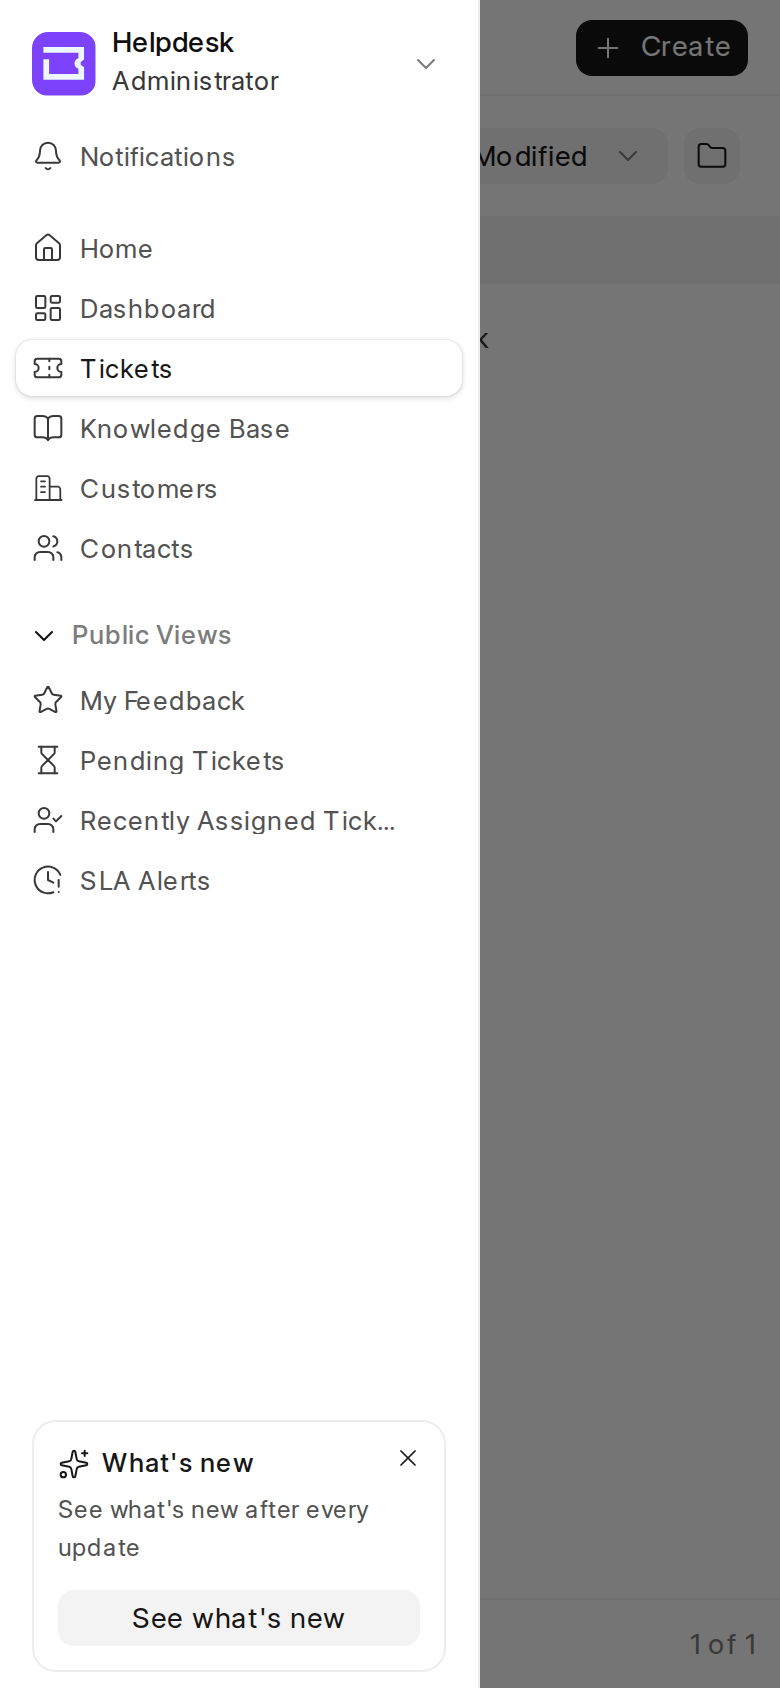 Helpdesk
Administrator
Create
Notifications
Modified
Home
Dashboard
Tickets
Knowledge Base
Customers
Contacts
Public Views
My Feedback
Pending Tickets
Recently Assigned Tick...
SLA Alerts
What's new
See what's new after every
update
See what's new
1 of 1